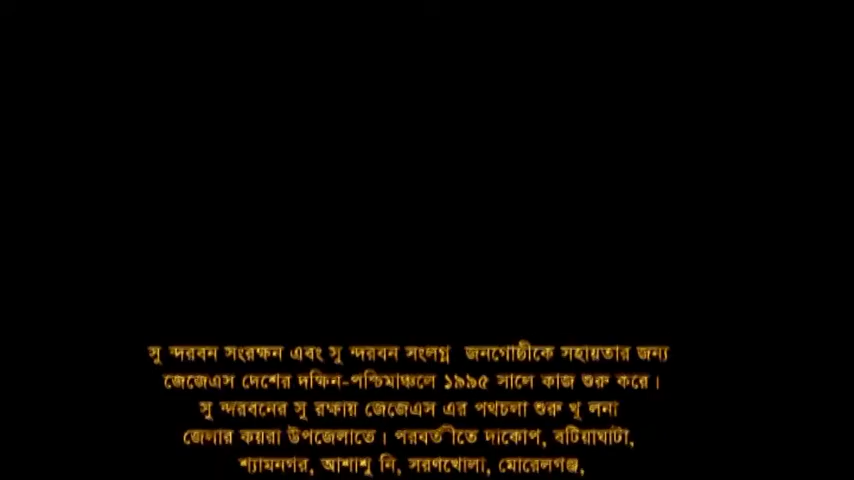 সু ন্দরবন সংরক্ষন এবং সু ন্দরবন সংলগ্ন জনগোষ্ঠীকে সহায়তার জন্য
জেজেএস দেশের দক্ষিন-পশ্চিমাঞ্চলে ১৯৯৫ সালে কাজ শুরু করে।
সু ন্দরবনের সু রক্ষায় জেজেএস এর পথচলা শুরু খু লনা
জেলার কয়রা উপজেলাতে। পরবর্তীতে দাকোপ, বটিয়াঘাটা,
শ্যামনগর, আশাশু নি, সরণখোলা, মোরেলগঞ্জ,